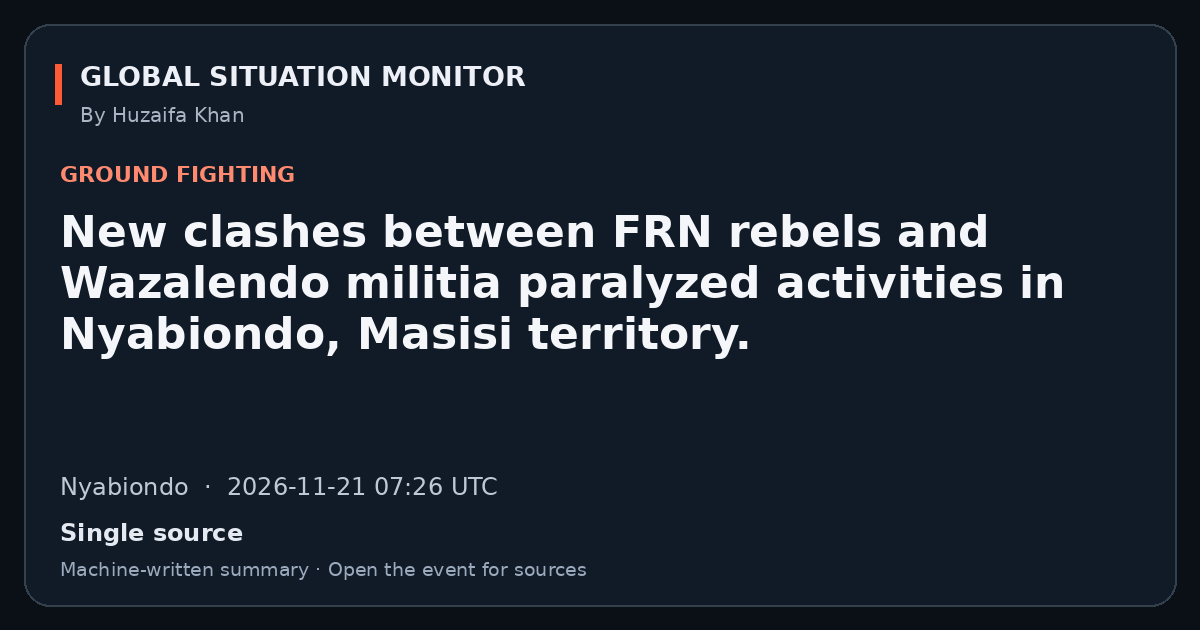 GLOBAL SITUATION MONITOR
By Huzaifa Khan
GROUND FIGHTING
New clashes between FRN rebels and
Wazalendo militia paralyzed activities in
Nyabiondo, Masisi territory.
Nyabiondo · 2026-11-21 07:26 UTC
Single source
Machine-written summary · Open the event for sources